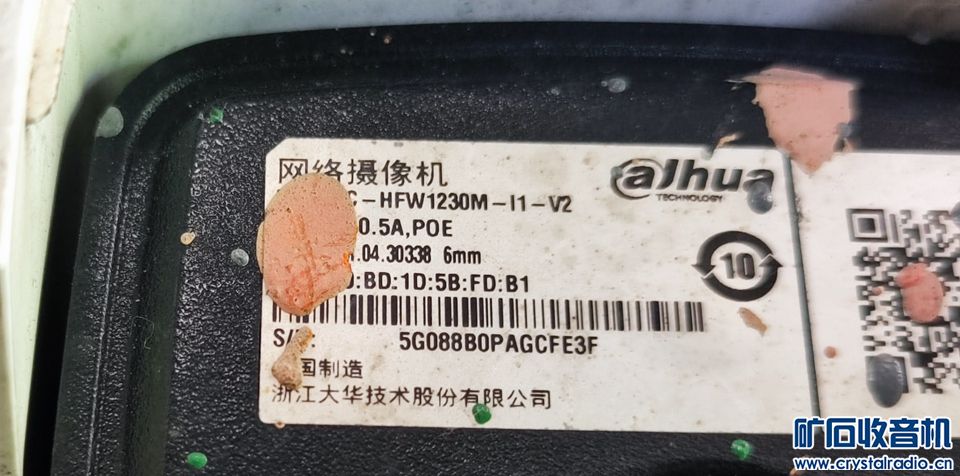 网络摄像机
alhua
TECHNOLOGY
C-HFW1230M-I1-V2
0.5A,POE
.04.30338 6mm
:BD:1D:5B:FD:B1
10
S/
:
5G088B0PAGCFE3F
国制造
浙江大华技术股份有限公司
矿石收音机
www.crystalradio.cn